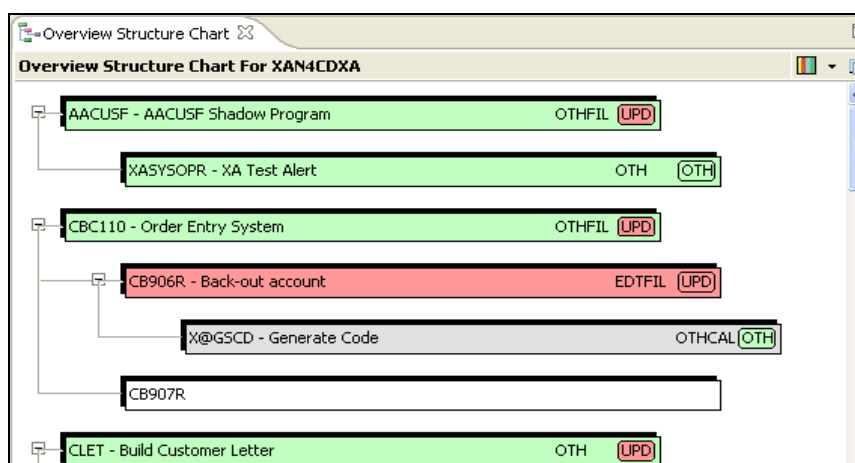 Overview Structure Chart
Overview Structure Chart For XAN4CDXA
AACUSF - AACUSF Shadow Program OTHFIL UPD
XASYSOPR - XA Test Alert OTH OTH
CBC110 - Order Entry System OTHFIL UPD
CB906R - Back-out account EDTFIL UPD
X@GSCD - Generate Code OTHCAL OTH
CB907R
CLET - Build Customer Letter OTH UPD